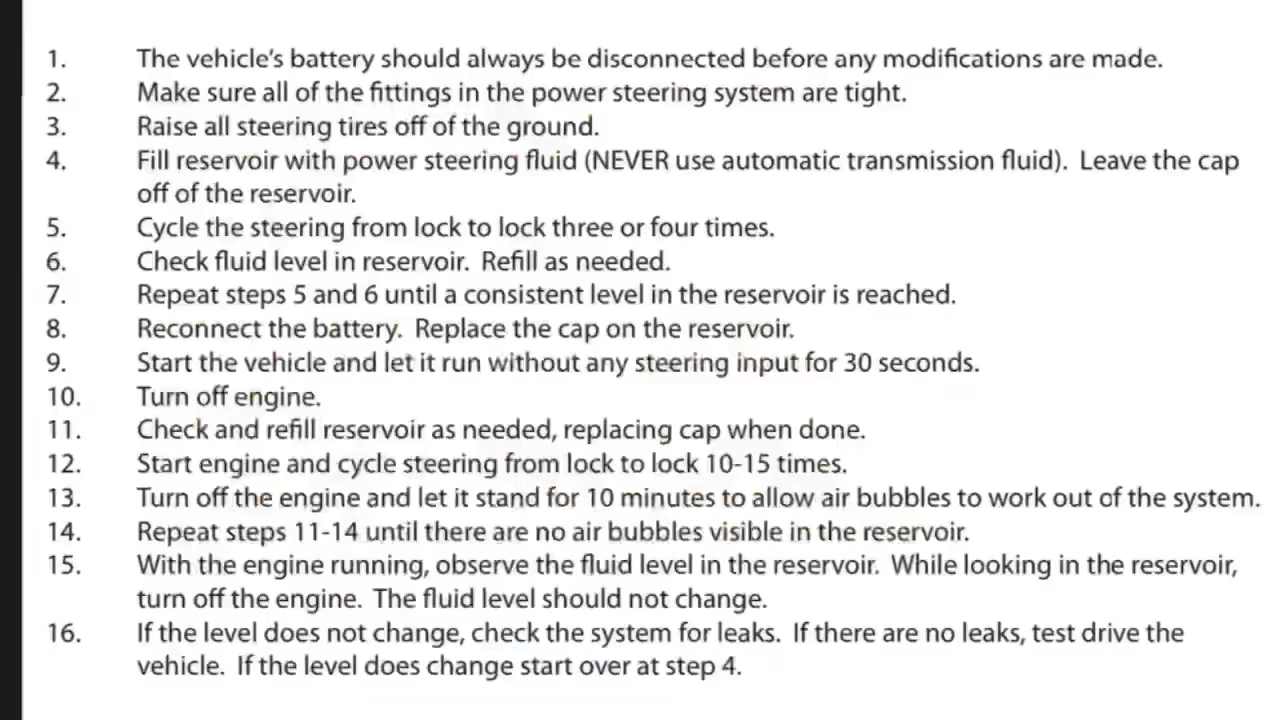 1. The vehicle's battery should always be disconnected before any modifications are made.
2. Make sure all of the fittings in the power steering system are tight.
3. Raise all steering tires off of the ground.
4. Fill reservoir with power steering fluid (NEVER use automatic transmission fluid). Leave the cap
off of the reservoir.
5. Cycle the steering from lock to lock three or four times.
6. Check fluid level in reservoir. Refill as needed.
7. Repeat steps 5 and 6 until a consistent level in the reservoir is reached.
8. Reconnect the battery. Replace the cap on the reservoir.
9. Start the vehicle and let it run without any steering input for 30 seconds.
10. Turn off engine.
11. Check and refill reservoir as needed, replacing cap when done.
12. Start engine and cycle steering from lock to lock 10-15 times.
13. Turn off the engine and let it stand for 10 minutes to allow air bubbles to work out of the system.
14. Repeat steps 11-14 until there are no air bubbles visible in the reservoir.
15. With the engine running, observe the fluid level in the reservoir. While looking in the reservoir,
turn off the engine. The fluid level should not change.
16. If the level does not change, check the system for leaks. If there are no leaks, test drive the
vehicle. If the level does change start over at step 4.